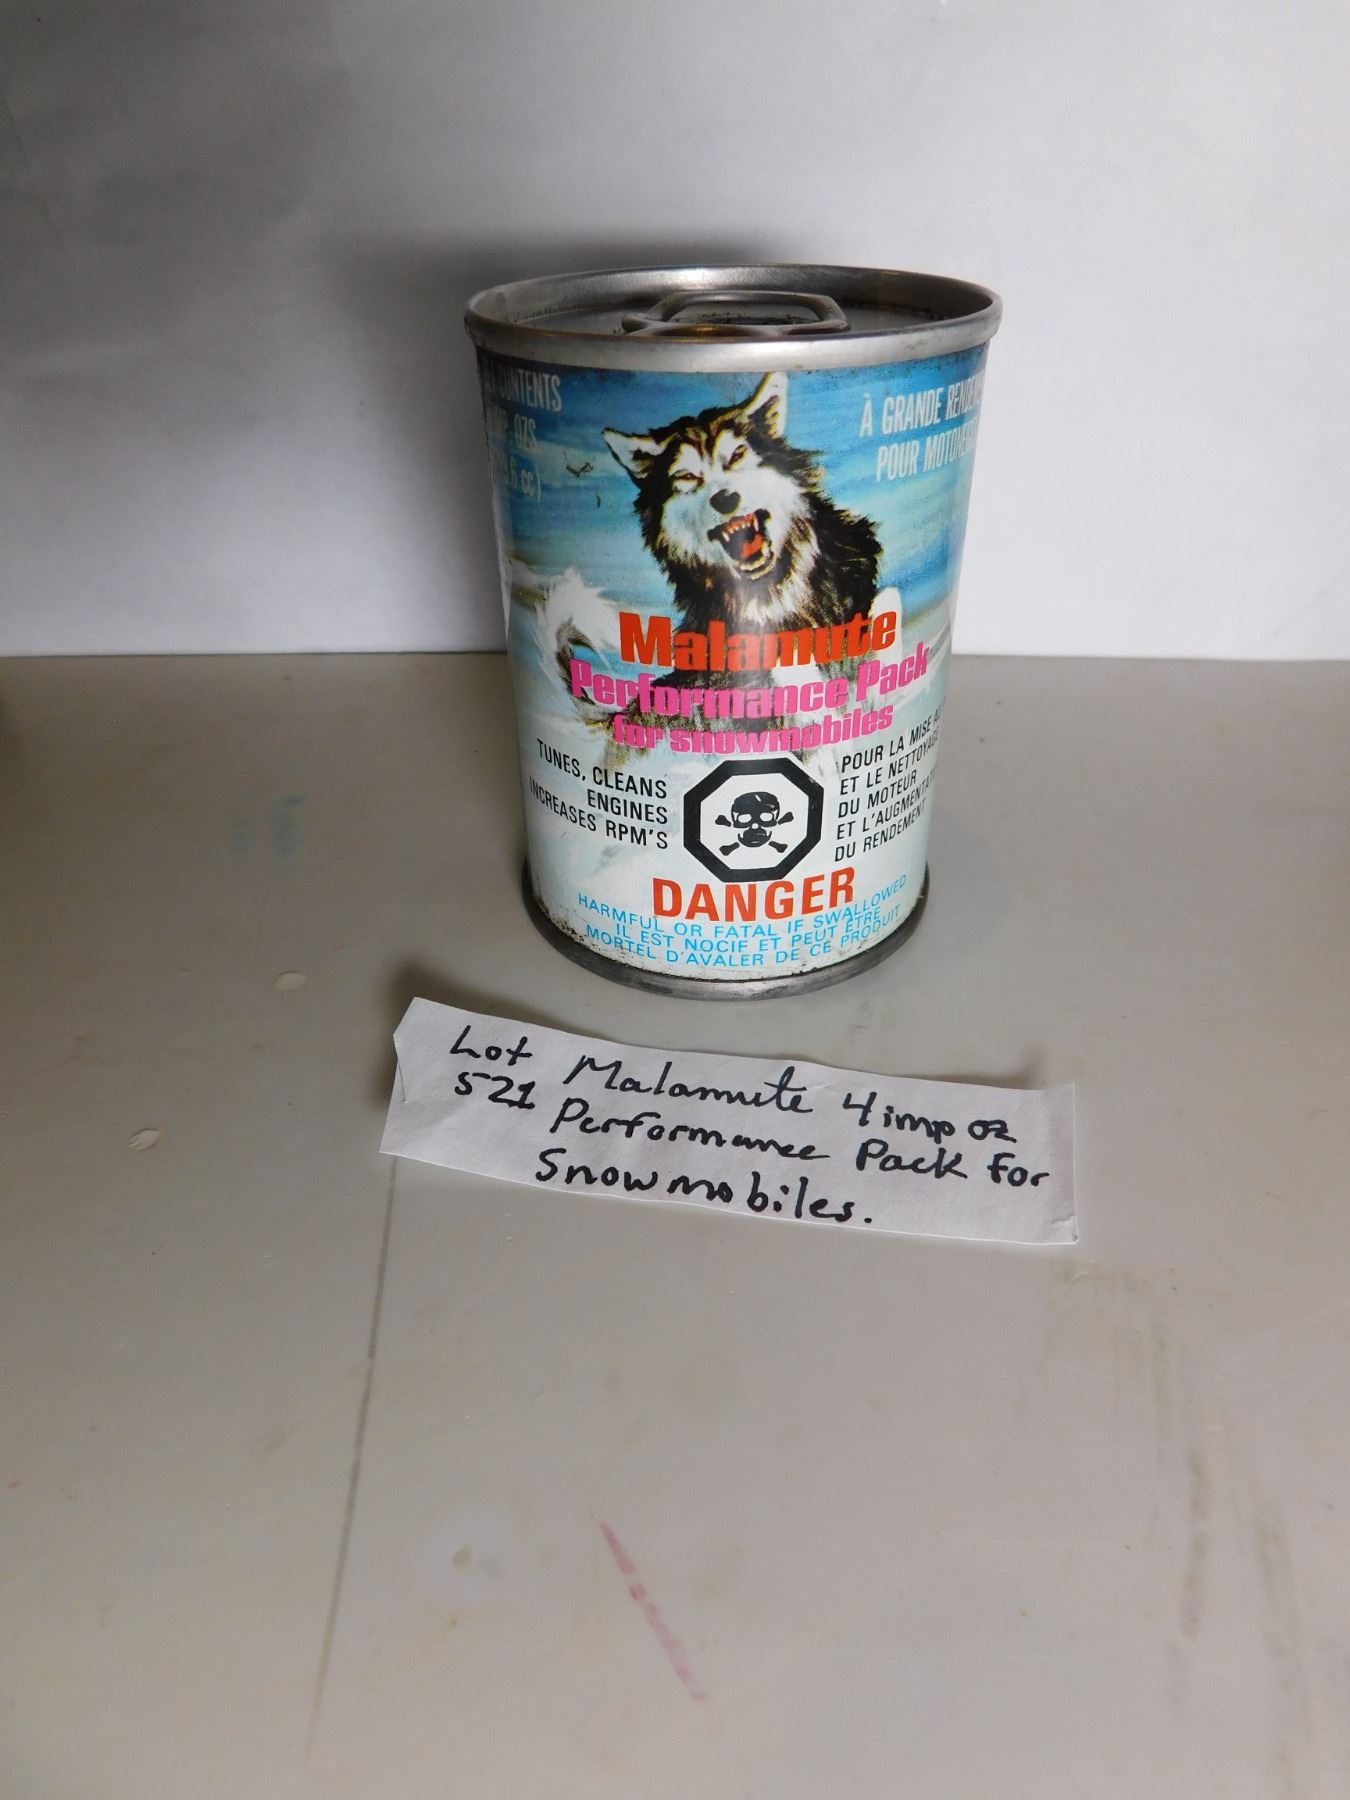 CONTENTS
OZS
À GRANDE
POUR
Malamute
Performance Pack
for snowmobiles
TUNES, CLEANS
ENGINES
INCREASES RPM'S
POUR LA MISE
ET LE NETTOYAGE
DU MOTEUR
ET
DU RENDEMENT
DANGER
HARMFUL OR FATAL IF SWALLOWED
IL EST NOCIF ET PEUT ÊTRE
MORTEL D'AVALER DE CE PRODUIT
Lot Malamute 4 imp oz
521 Performance Pack for
Snowmobiles.